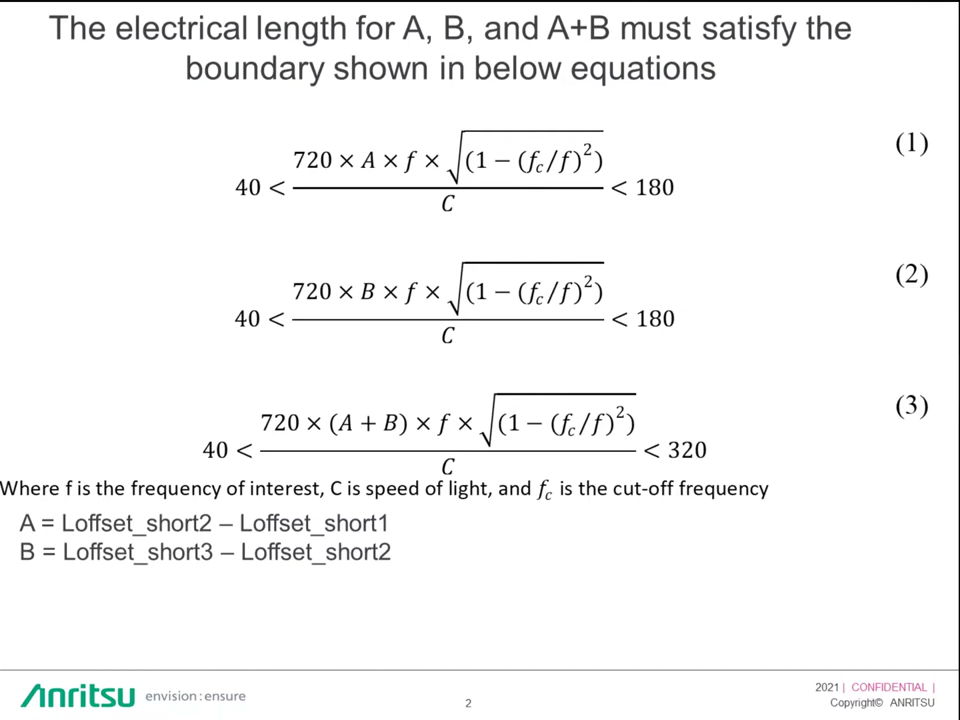 The electrical length for A, B, and A+B must satisfy the
boundary shown in below equations
40 < (720 × A × f × √((1 − (f_c/f)²))) / C < 180 (1)
40 < (720 × B × f × √((1 − (f_c/f)²))) / C < 180 (2)
40 < (720 × (A + B) × f × √((1 − (f_c/f)²))) / C < 320 (3)
Where f is the frequency of interest, C is speed of light, and f_c is the cut-off frequency
A = Loffset_short2 – Loffset_short1
B = Loffset_short3 – Loffset_short2
Anritsu envision : ensure
2
2021 | CONFIDENTIAL |
Copyright© ANRITSU